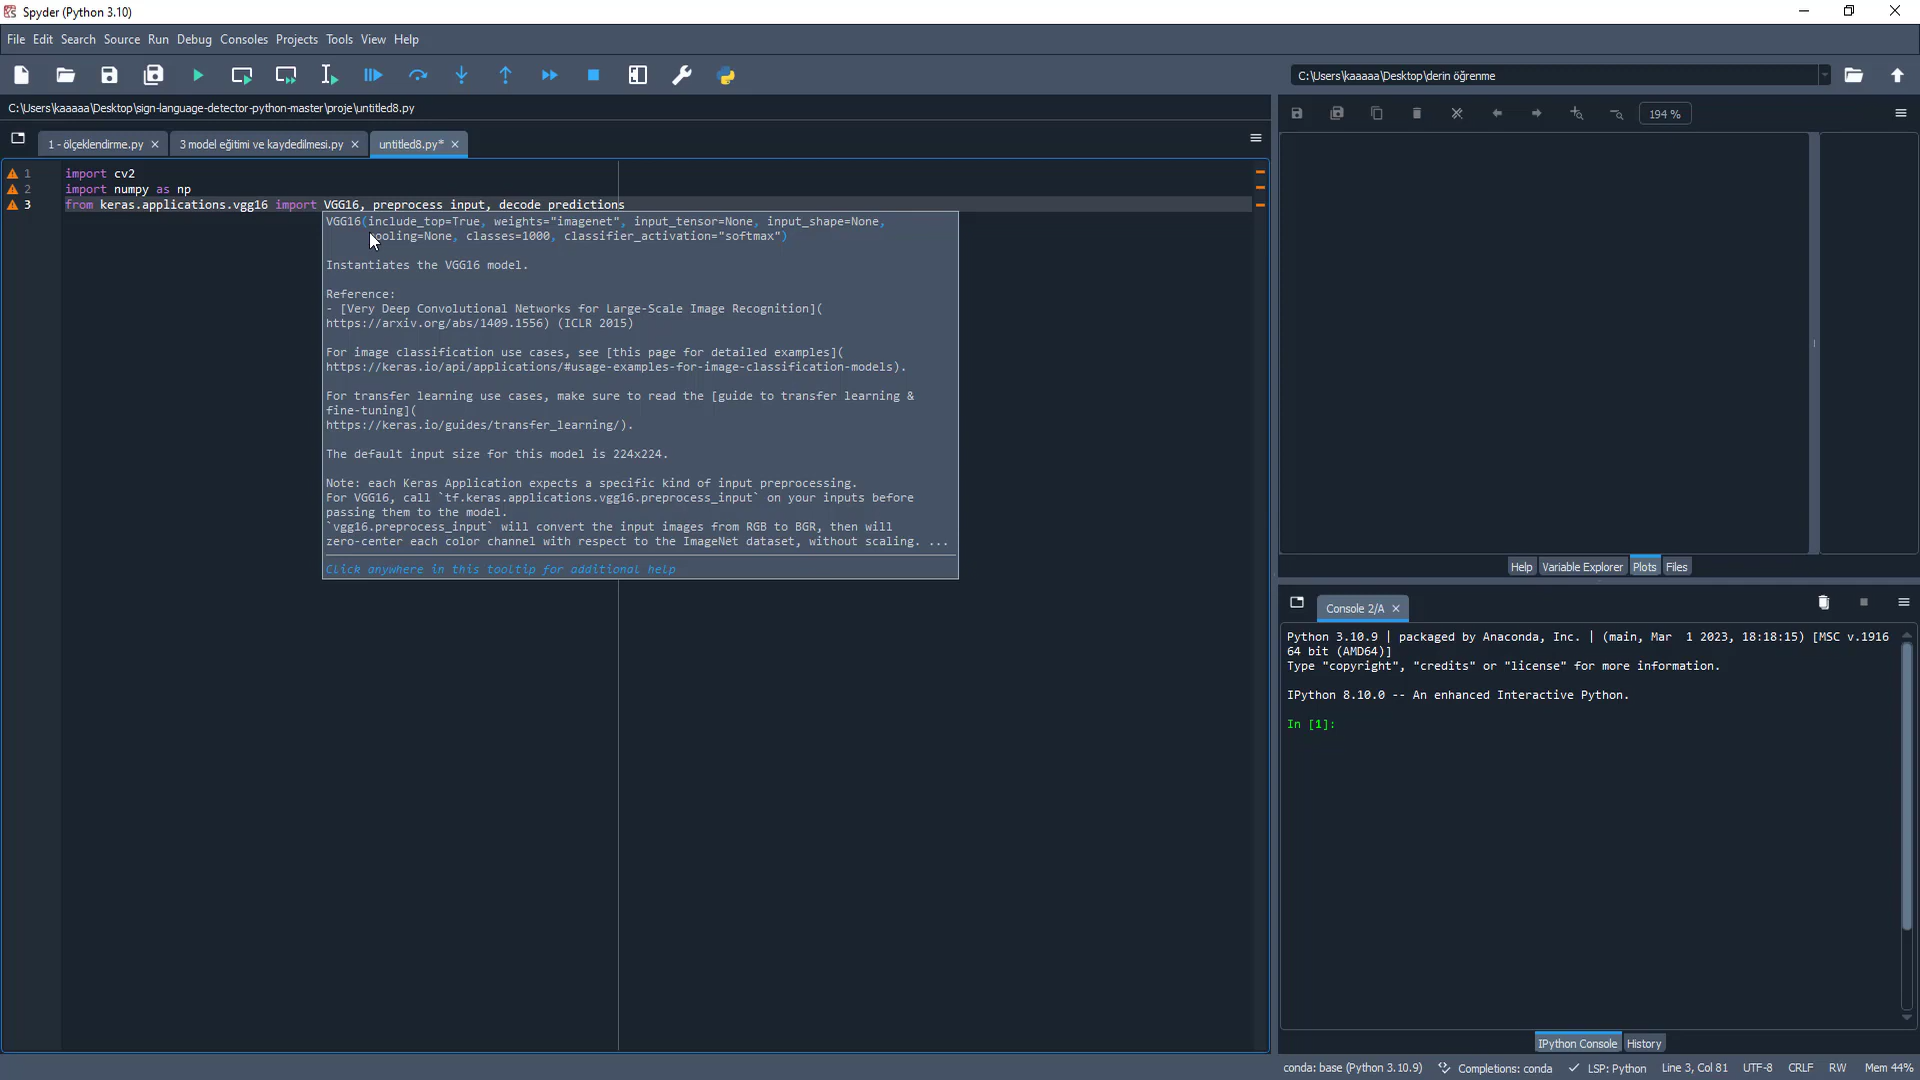 Spyder (Python 3.10)
File Edit Search Source Run Debug Consoles Projects Tools View Help
C:\Users\kaaaaa\Desktop\derin öğrenme
C:\Users\kaaaaa\Desktop\sign-language-detector-python-master\proje\untitled8.py
194 %
1 - ölçeklendirme.py
3 model eğitimi ve kaydedilmesi.py
untitled8.py*
1 import cv2
2 import numpy as np
3 from keras.applications.vgg16 import VGG16, preprocess_input, decode_predictions
VGG16(include_top=True, weights="imagenet", input_tensor=None, input_shape=None,
pooling=None, classes=1000, classifier_activation="softmax")
Instantiates the VGG16 model.
Reference:
- [Very Deep Convolutional Networks for Large-Scale Image Recognition](
https://arxiv.org/abs/1409.1556) (ICLR 2015)
For image classification use cases, see [this page for detailed examples](
https://keras.io/api/applications/#usage-examples-for-image-classification-models).
For transfer learning use cases, make sure to read the [guide to transfer learning &
fine-tuning](
https://keras.io/guides/transfer_learning/).
The default input size for this model is 224x224.
Note: each Keras Application expects a specific kind of input preprocessing.
For VGG16, call `tf.keras.applications.vgg16.preprocess_input` on your inputs before
passing them to the model.
`vgg16.preprocess_input` will convert the input images from RGB to BGR, then will
zero-center each color channel with respect to the ImageNet dataset, without scaling. ...
Click anywhere in this tooltip for additional help
Help Variable Explorer Plots Files
Console 2/A
Python 3.10.9 | packaged by Anaconda, Inc. | (main, Mar  1 2023, 18:18:15) [MSC v.1916
64 bit (AMD64)]
Type "copyright", "credits" or "license" for more information.
IPython 8.10.0 -- An enhanced Interactive Python.
In [1]:
IPython Console History
conda: base (Python 3.10.9) Completions: conda LSP: Python Line 3, Col 81 UTF-8 CRLF RW Mem 44%